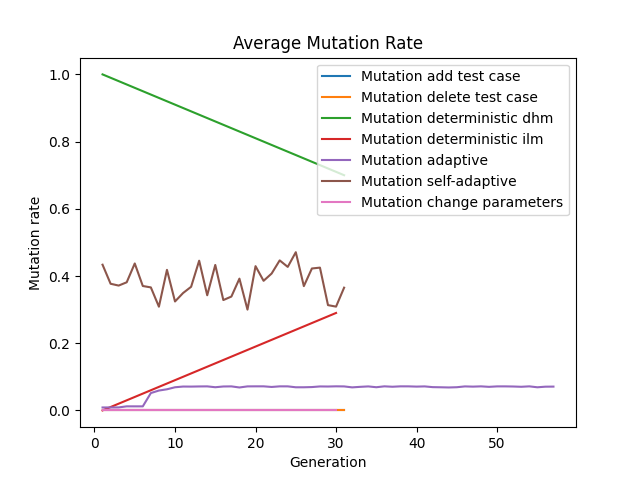 Average Mutation Rate
Mutation add test case
Mutation delete test case
Mutation deterministic dhm
Mutation deterministic ilm
Mutation adaptive
Mutation self-adaptive
Mutation change parameters
Mutation rate
1.0
0.8
0.6
0.4
0.2
0.0
0 10 20 30 40 50
Generation